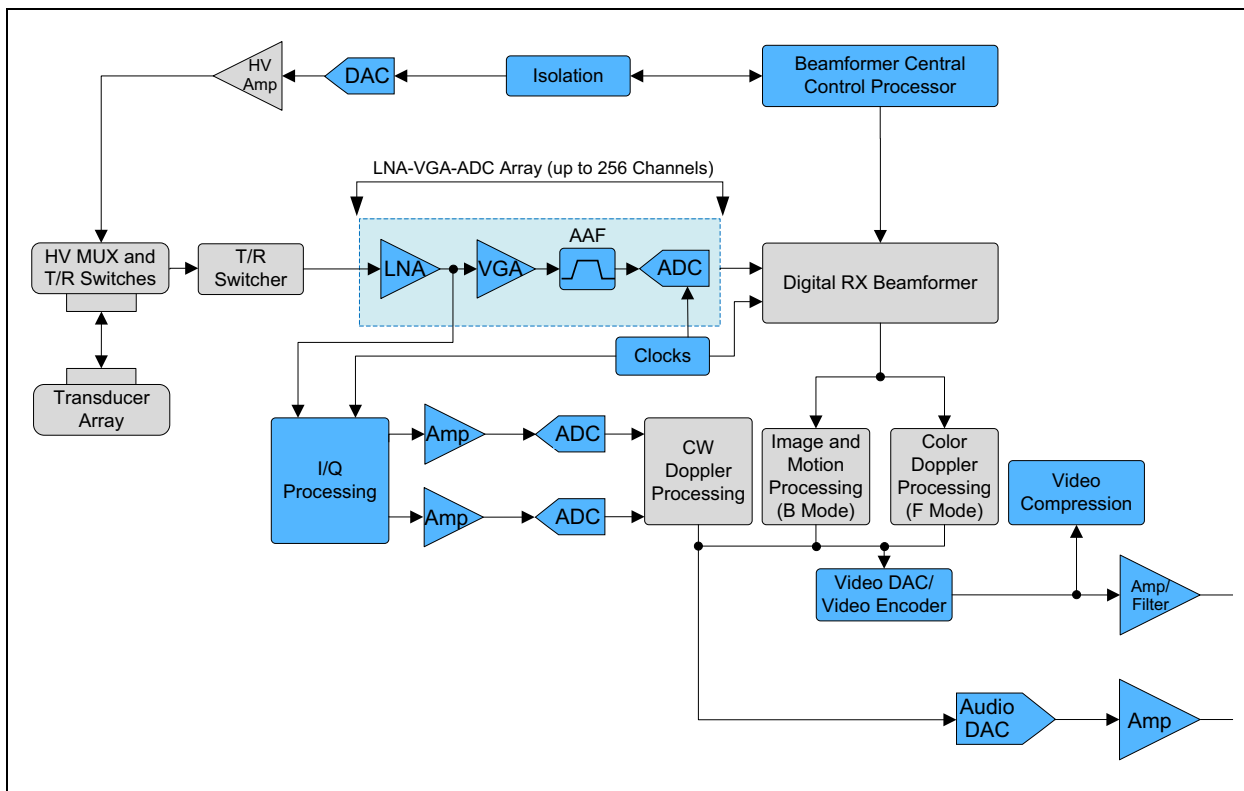 HV
Amp
DAC
Isolation
Beamformer Central
Control Processor
LNA-VGA-ADC Array (up to 256 Channels)
HV MUX and
T/R Switches
T/R
Switcher
LNA
VGA
AAF
ADC
Digital RX Beamformer
Clocks
Transducer
Array
I/Q
Processing
Amp
ADC
Amp
ADC
CW
Doppler
Processing
Image and
Motion
Processing
(B Mode)
Color
Doppler
Processing
(F Mode)
Video
Compression
Video DAC/
Video Encoder
Amp/
Filter
Audio
DAC
Amp